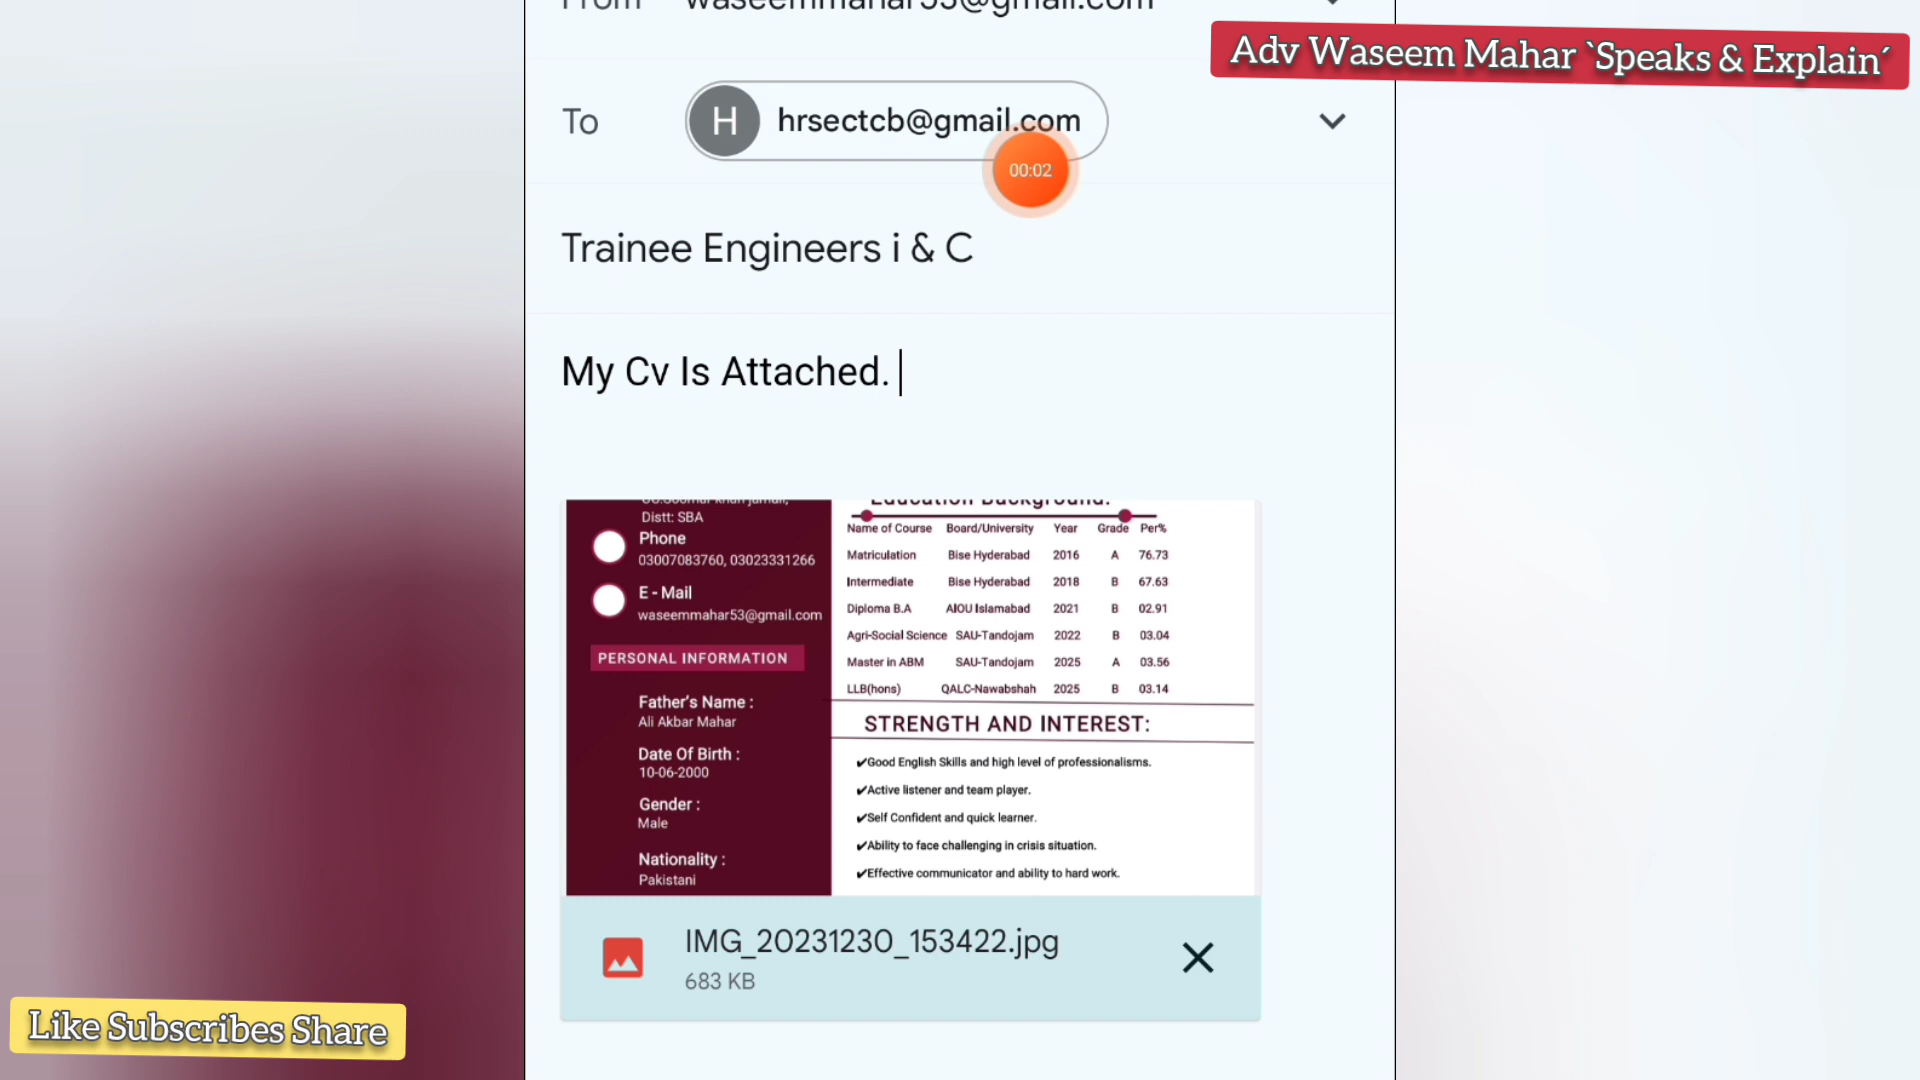 From waseemmahar53@gmail.com
Adv Waseem Mahar `Speaks & Explain´
To H hrsectcb@gmail.com
00:02
Trainee Engineers i & C
My Cv Is Attached.
Distt: SBA
Phone
03007083760, 03023331266
E - Mail
waseemmahar53@gmail.com
PERSONAL INFORMATION
Father's Name :
Ali Akbar Mahar
Date Of Birth :
10-06-2000
Gender :
Male
Nationality :
Pakistani
Education Background:
Name of Course Board/University Year Grade Per%
Matriculation Bise Hyderabad 2016 A 76.73
Intermediate Bise Hyderabad 2018 B 67.63
Diploma B.A AIOU Islamabad 2021 B 02.91
Agri-Social Science SAU-Tandojam 2022 B 03.04
Master in ABM SAU-Tandojam 2025 A 03.56
LLB(hons) QALC-Nawabshah 2025 B 03.14
STRENGTH AND INTEREST:
✔Good English Skills and high level of professionalisms.
✔Active listener and team player.
✔Self Confident and quick learner.
✔Ability to face challenging in crisis situation.
✔Effective communicator and ability to hard work.
IMG_20231230_153422.jpg
683 KB
Like Subscribes Share